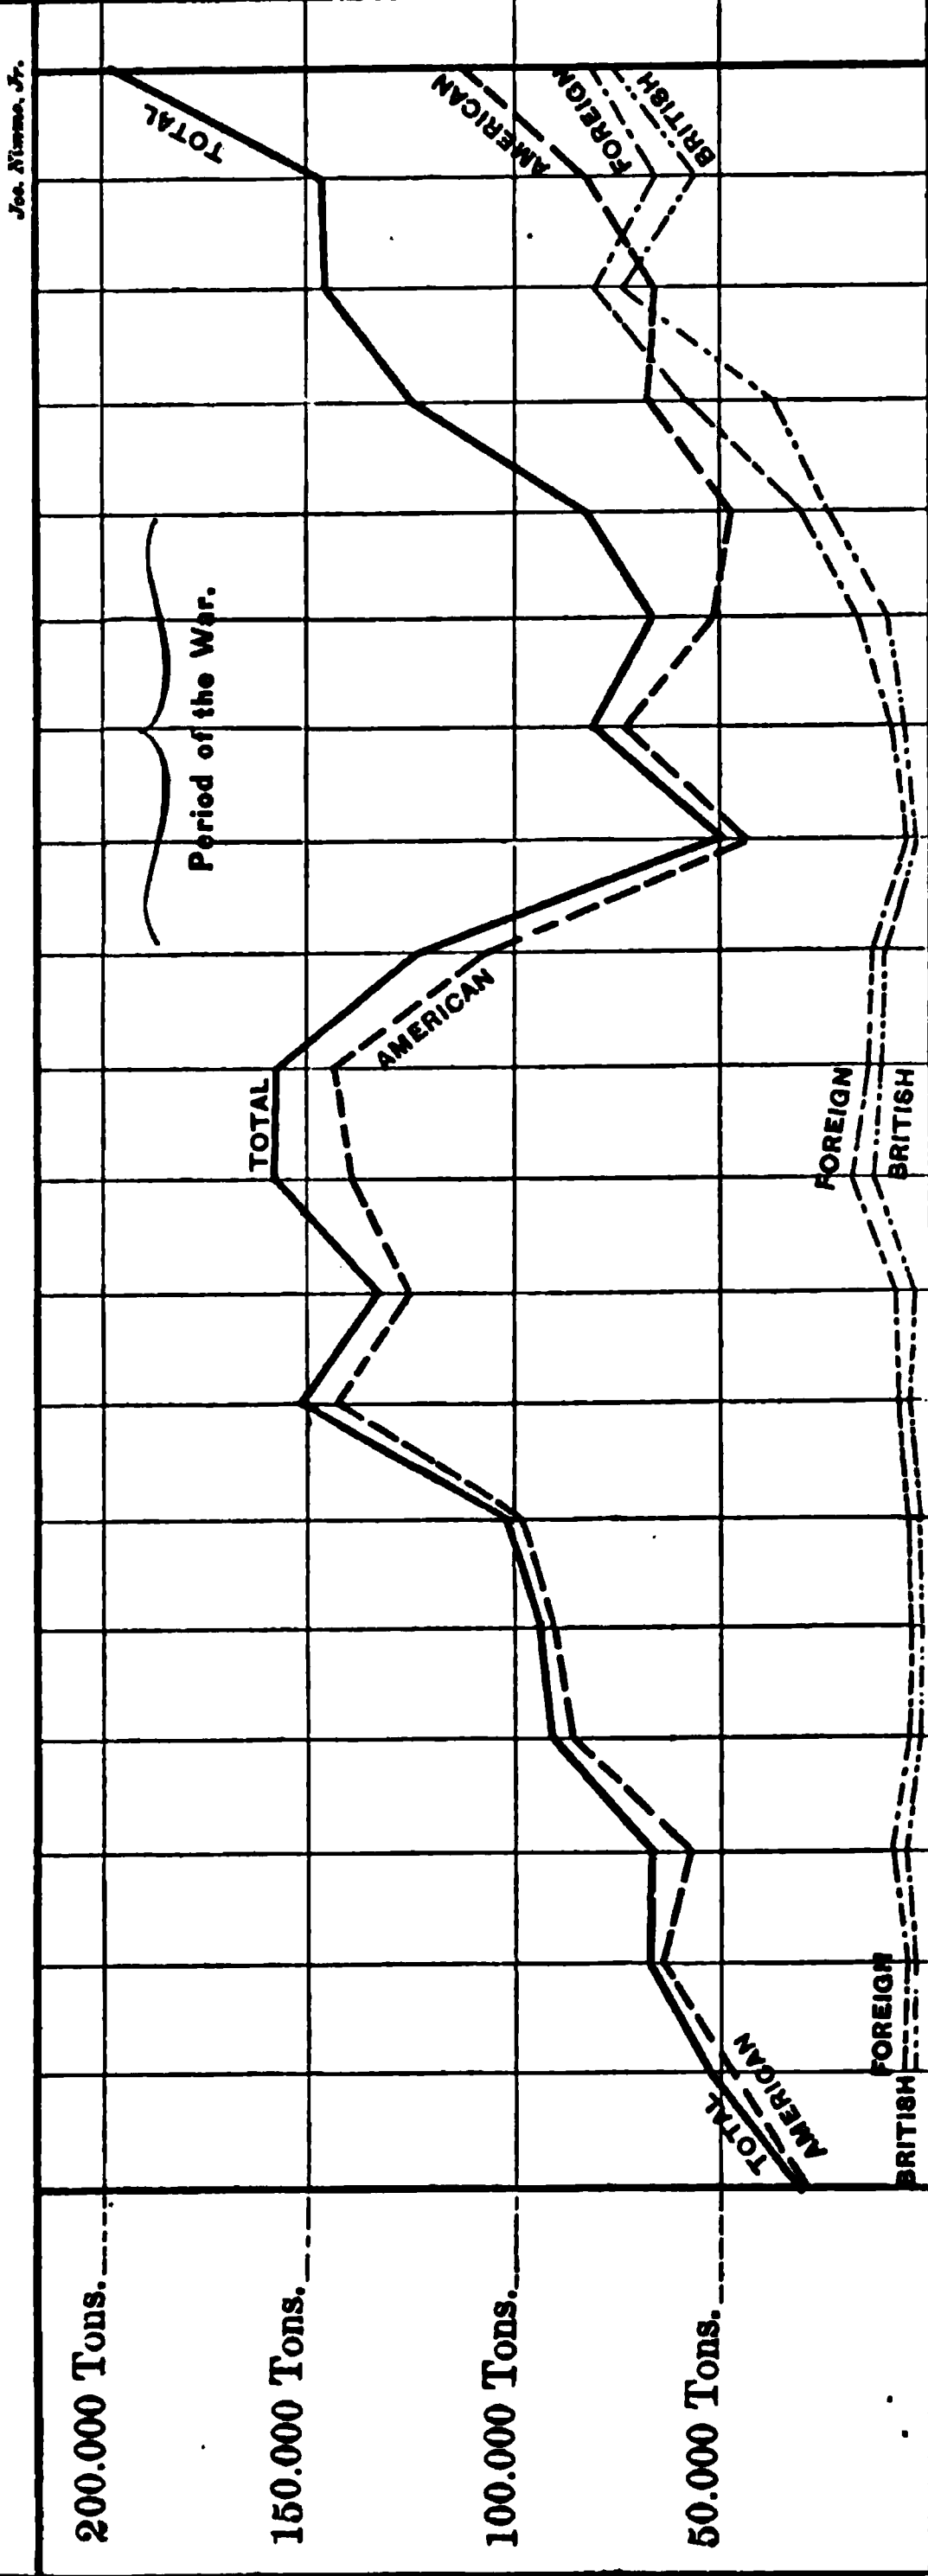 Jos. Nimmo, Jr.
200.000 Tons.
150.000 Tons.
100.000 Tons.
50.000 Tons.
Period of the War.
TOTAL
AMERICAN
FOREIGN
BRITISH
TOTAL
AMERICAN
FOREIGN
BRITISH
TOTAL
AMERICAN
FOREIGN
BRITISH